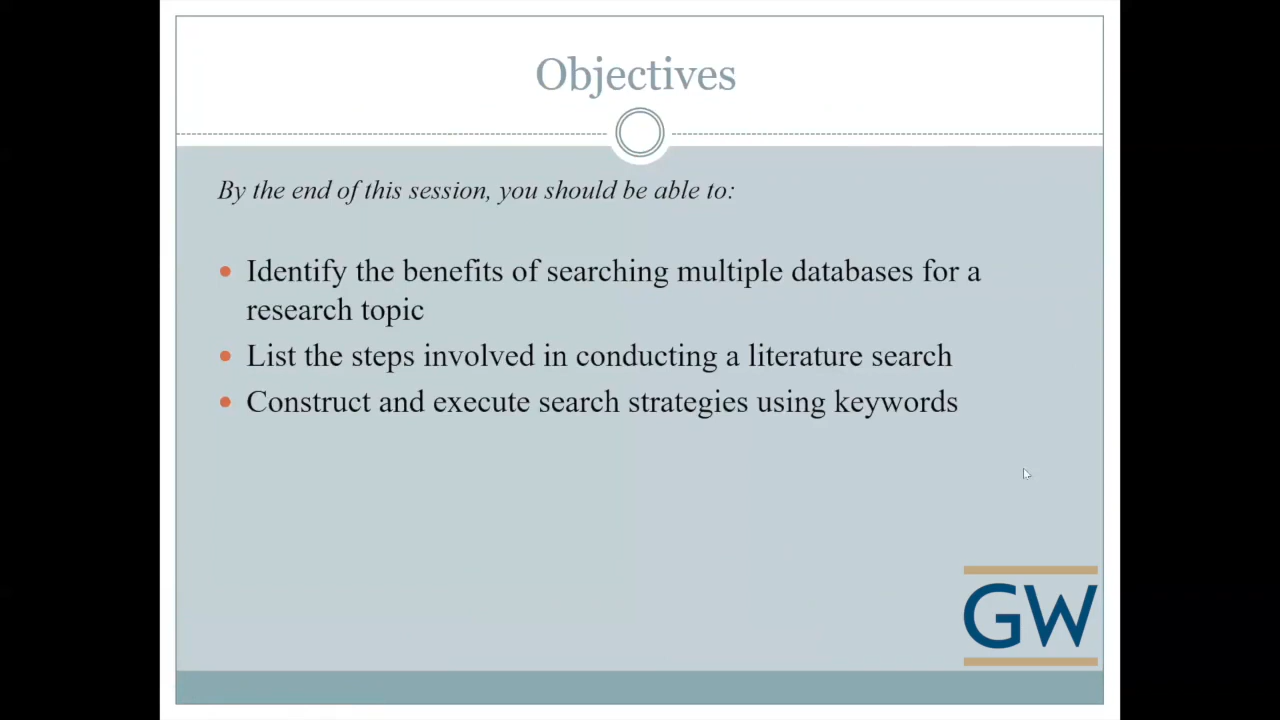 Objectives
By the end of this session, you should be able to:
Identify the benefits of searching multiple databases for a
research topic
List the steps involved in conducting a literature search
Construct and execute search strategies using keywords
GW